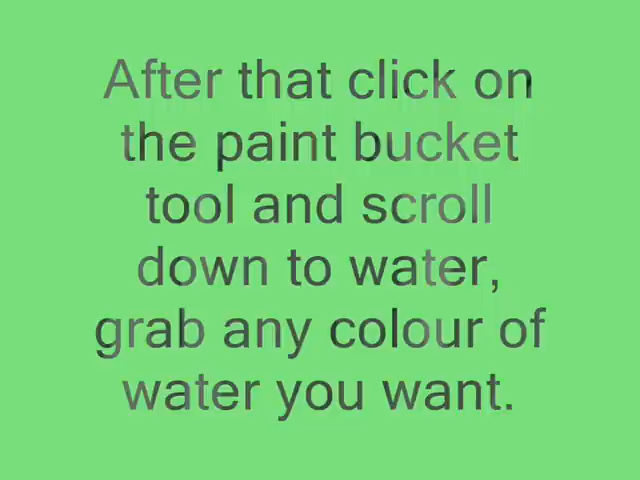 After that click on
the paint bucket
tool and scroll
down to water,
grab any colour of
water you want.